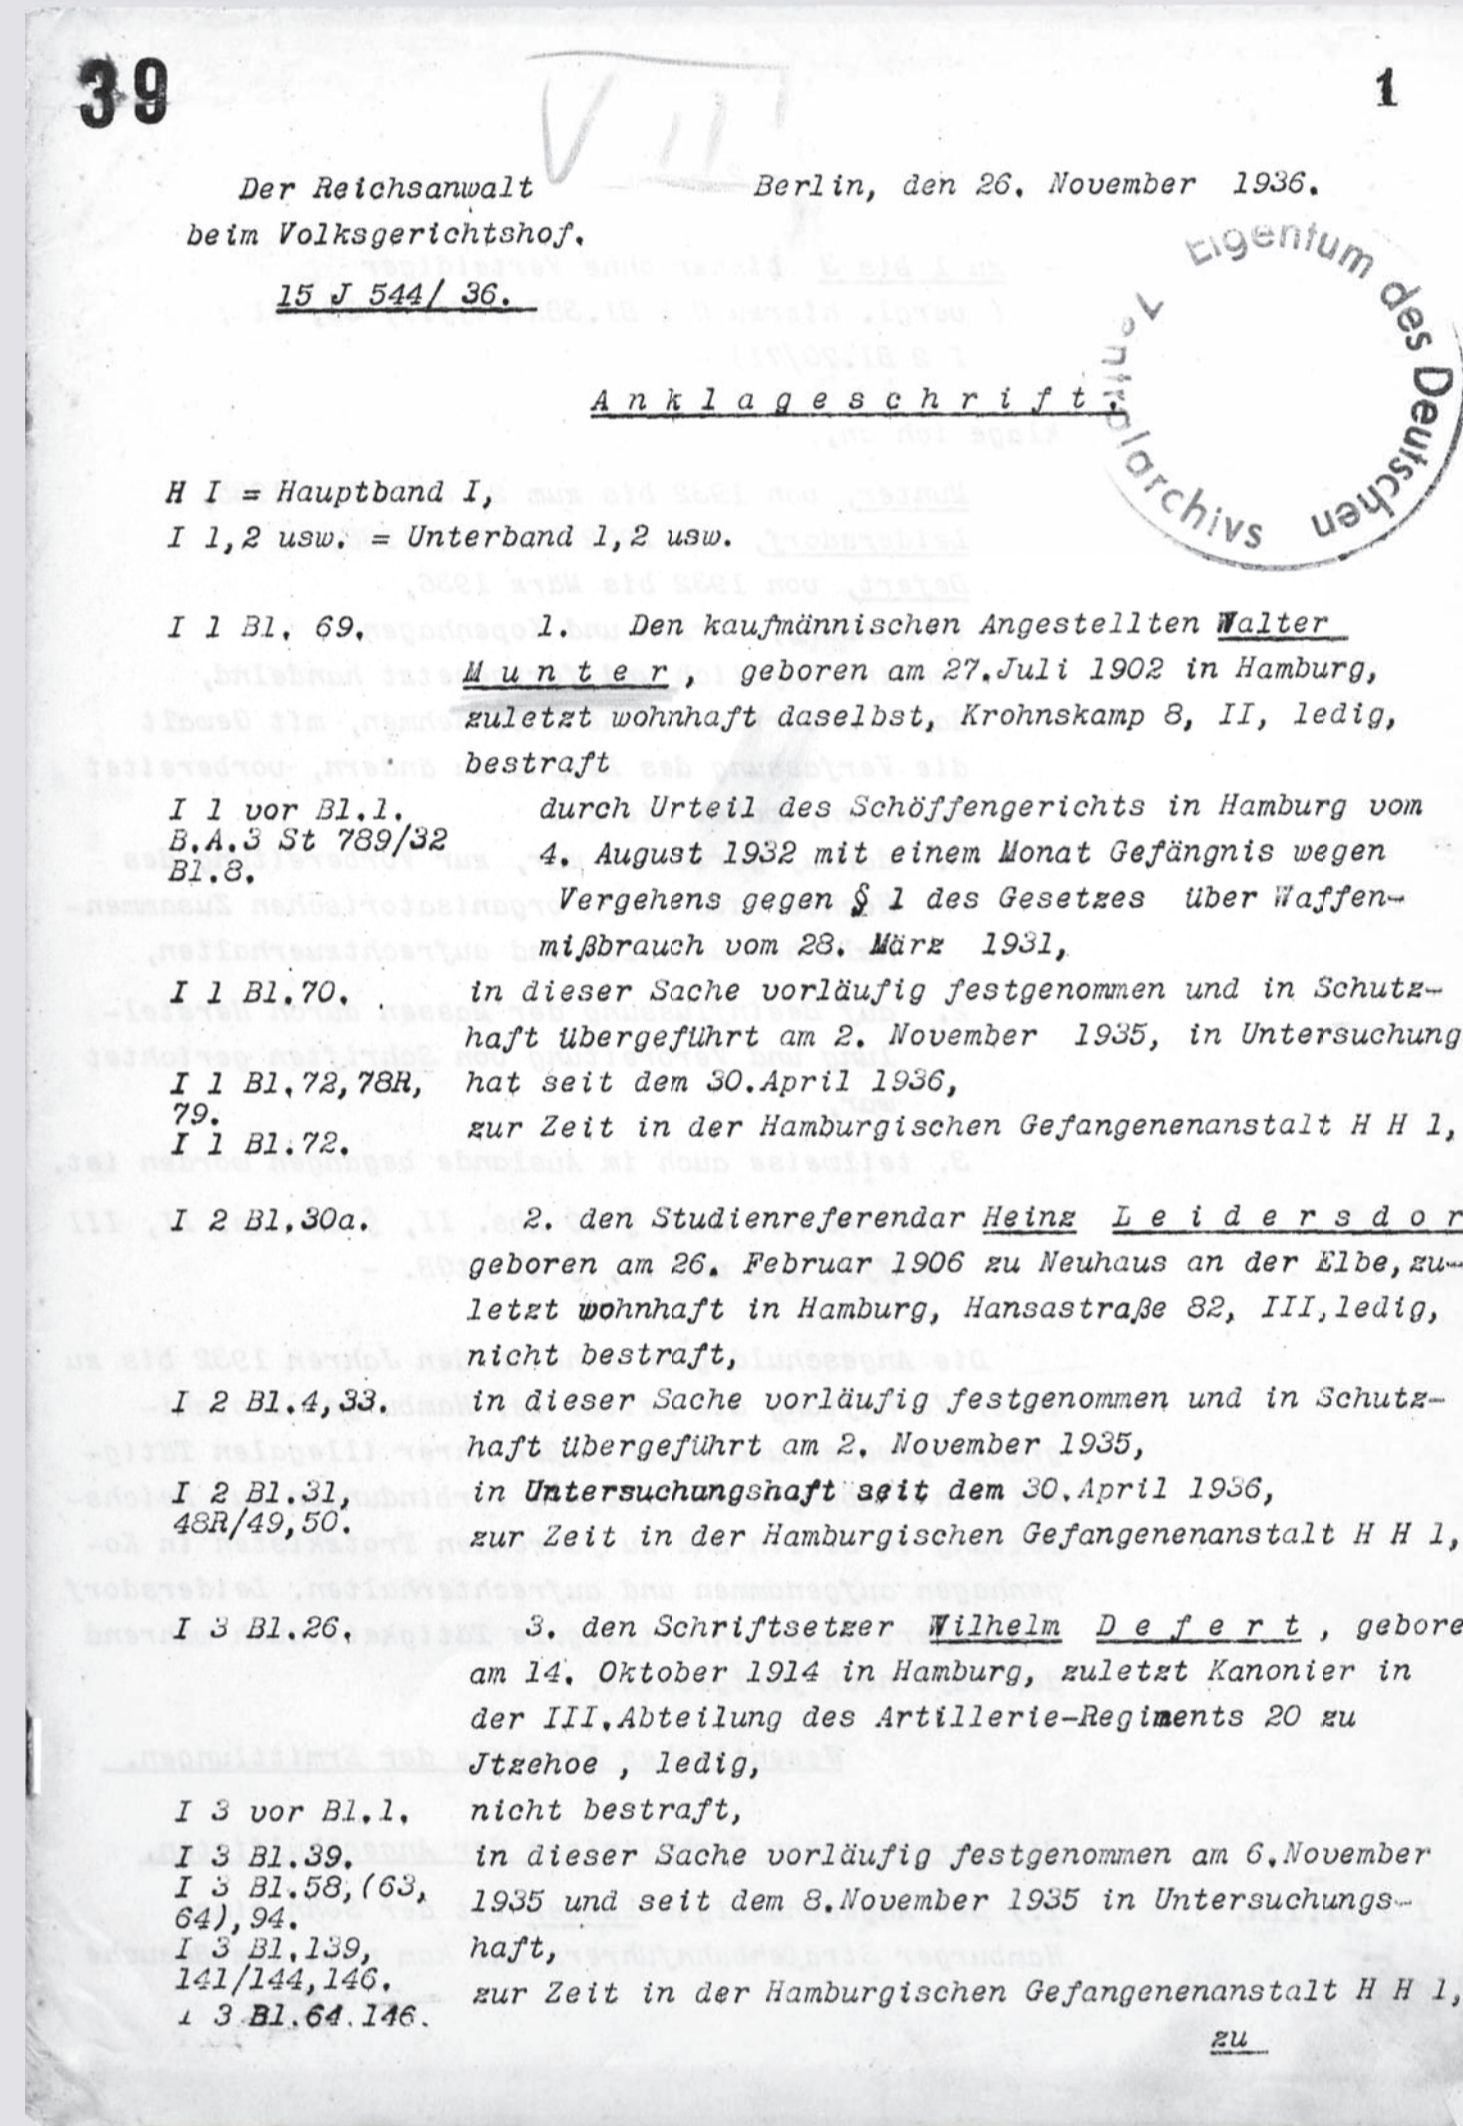 39
VII
1
Der Reichsanwalt
beim Volksgerichtshof.
15 J 544/ 36.
Berlin, den 26. November 1936.
Eigentum des Deutschen Zentralarchivs
Anklageschrift.
H I = Hauptband I,
I 1,2 usw. = Unterband 1,2 usw.
I 1 Bl. 69. 1. Den kaufmännischen Angestellten Walter
Munter, geboren am 27.Juli 1902 in Hamburg,
zuletzt wohnhaft daselbst, Krohnskamp 8, II, ledig,
bestraft
I 1 vor Bl.1. durch Urteil des Schöffengerichts in Hamburg vom
B.A.3 St 789/32
4. August 1932 mit einem Monat Gefängnis wegen
Bl.8.
Vergehens gegen § 1 des Gesetzes über Waffen-
mißbrauch vom 28. März 1931,
I 1 Bl.70. in dieser Sache vorläufig festgenommen und in Schutz-
haft übergeführt am 2. November 1935, in Untersuchung
I 1 Bl.72,78R, hat seit dem 30.April 1936,
79.
zur Zeit in der Hamburgischen Gefangenenanstalt H H 1,
I 1 Bl.72.
I 2 Bl.30a. 2. den Studienreferendar Heinz Leidersdor
geboren am 26. Februar 1906 zu Neuhaus an der Elbe,zu-
letzt wohnhaft in Hamburg, Hansastraße 82, III,ledig,
nicht bestraft,
I 2 Bl.4,33. in dieser Sache vorläufig festgenommen und in Schutz-
haft übergeführt am 2. November 1935,
I 2 Bl.31, in Untersuchungshaft seit dem 30.April 1936,
48R/49,50.
zur Zeit in der Hamburgischen Gefangenenanstalt H H 1,
I 3 Bl.26. 3. den Schriftsetzer Wilhelm Defert, gebore
am 14. Oktober 1914 in Hamburg, zuletzt Kanonier in
der III.Abteilung des Artillerie-Regiments 20 zu
Jtzehoe , ledig,
I 3 vor Bl.1. nicht bestraft,
I 3 Bl.39. in dieser Sache vorläufig festgenommen am 6.November
I 3 Bl.58,(63,
1935 und seit dem 8.November 1935 in Untersuchungs-
64),94.
I 3 Bl.139, haft,
141/144,146.
zur Zeit in der Hamburgischen Gefangenenanstalt H H 1,
I 3 Bl.64.146.
zu